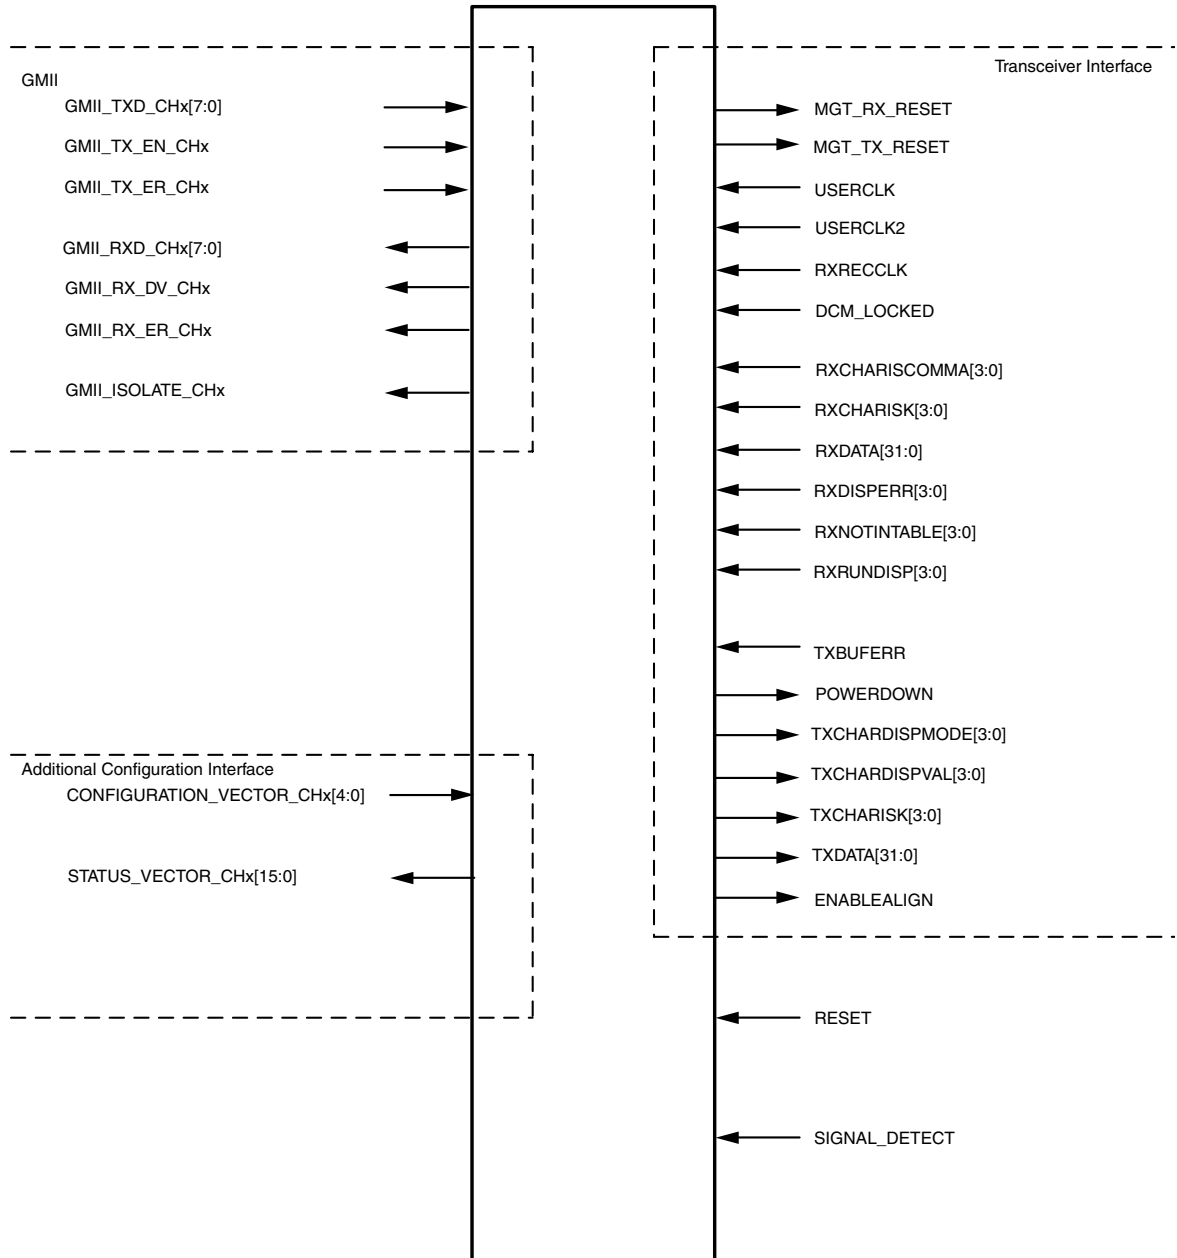 GMII
GMII_TXD_CHx[7:0]
GMII_TX_EN_CHx
GMII_TX_ER_CHx
GMII_RXD_CHx[7:0]
GMII_RX_DV_CHx
GMII_RX_ER_CHx
GMII_ISOLATE_CHx
Additional Configuration Interface
CONFIGURATION_VECTOR_CHx[4:0]
STATUS_VECTOR_CHx[15:0]
Transceiver Interface
MGT_RX_RESET
MGT_TX_RESET
USERCLK
USERCLK2
RXRECCLK
DCM_LOCKED
RXCHARISCOMMA[3:0]
RXCHARISK[3:0]
RXDATA[31:0]
RXDISPERR[3:0]
RXNOTINTABLE[3:0]
RXRUNDISP[3:0]
TXBUFERR
POWERDOWN
TXCHARDISPMODE[3:0]
TXCHARDISPVAL[3:0]
TXCHARISK[3:0]
TXDATA[31:0]
ENABLEALIGN
RESET
SIGNAL_DETECT